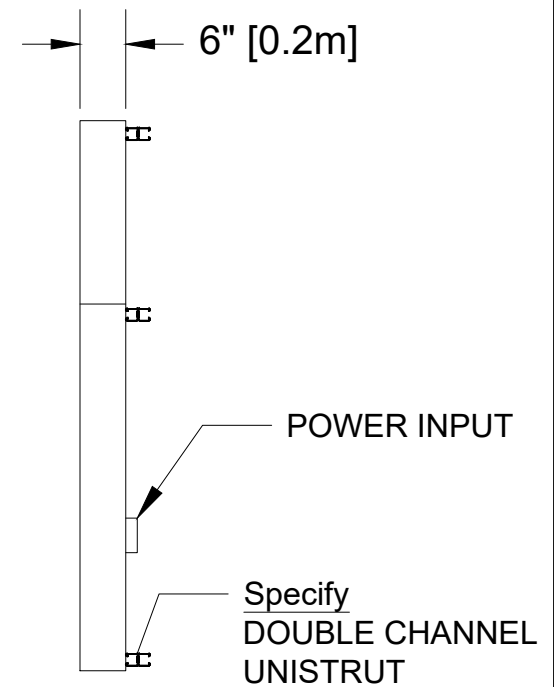 6" [0.2m]
POWER INPUT
Specify
DOUBLE CHANNEL
UNISTRUT